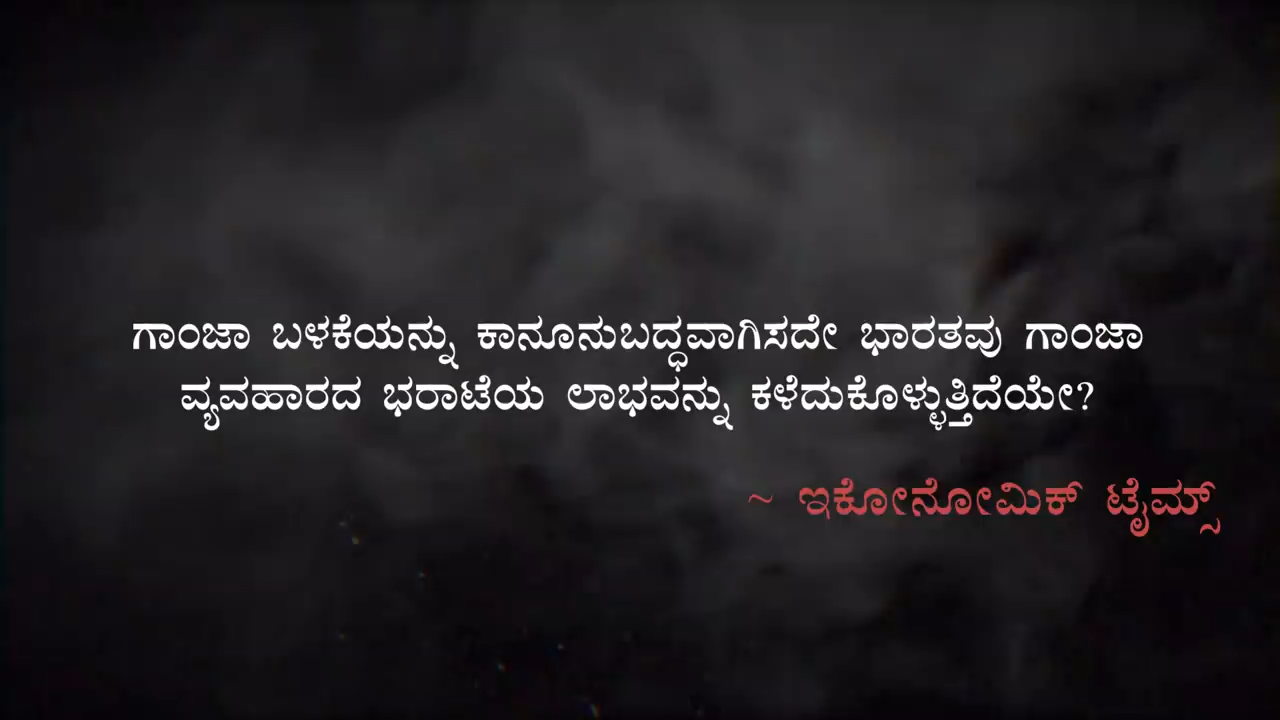 ಗಾಂಜಾ ಬಳಕೆಯನ್ನು ಕಾನೂನುಬದ್ಧವಾಗಿಸದೇ ಭಾರತವು ಗಾಂಜಾ
ವ್ಯವಹಾರದ ಭರಾಟೆಯ ಲಾಭವನ್ನು ಕಳೆದುಕೊಳ್ಳುತ್ತಿದೆಯೇ?
~ ಇಕೋನೋಮಿಕ್ ಟೈಮ್ಸ್